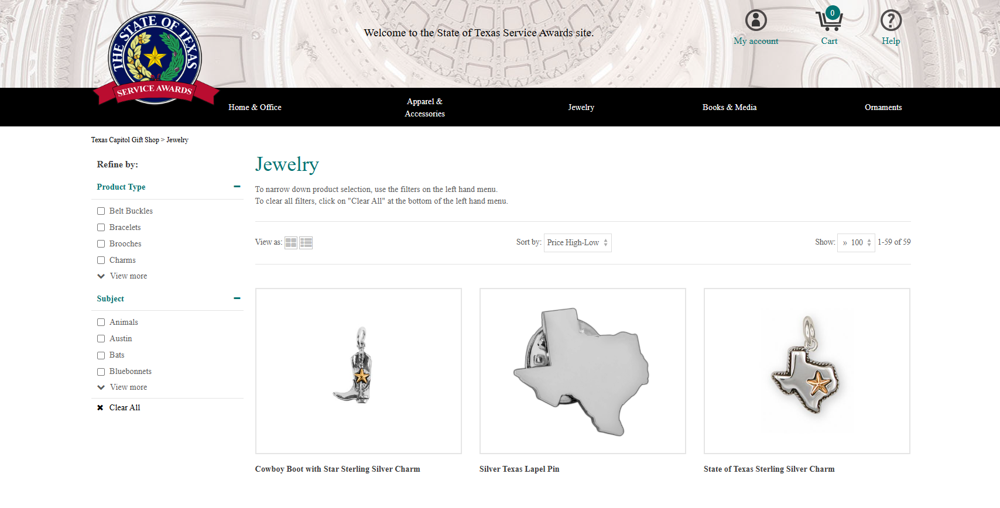 THE STATE OF TEXAS
SERVICE AWARDS
Welcome to the State of Texas Service Awards site.
My account
0
Cart
Help
Home & Office
Apparel &
Accessories
Jewelry
Books & Media
Ornaments
Texas Capitol Gift Shop > Jewelry
Refine by:
Product Type
Belt Buckles
Bracelets
Brooches
Charms
View more
Subject
Animals
Austin
Bats
Bluebonnets
View more
Clear All
Jewelry
To narrow down product selection, use the filters on the left hand menu.
To clear all filters, click on "Clear All" at the bottom of the left hand menu.
View as:
Sort by: Price High-Low
Show: » 100 1-59 of 59
Cowboy Boot with Star Sterling Silver Charm
Silver Texas Lapel Pin
State of Texas Sterling Silver Charm